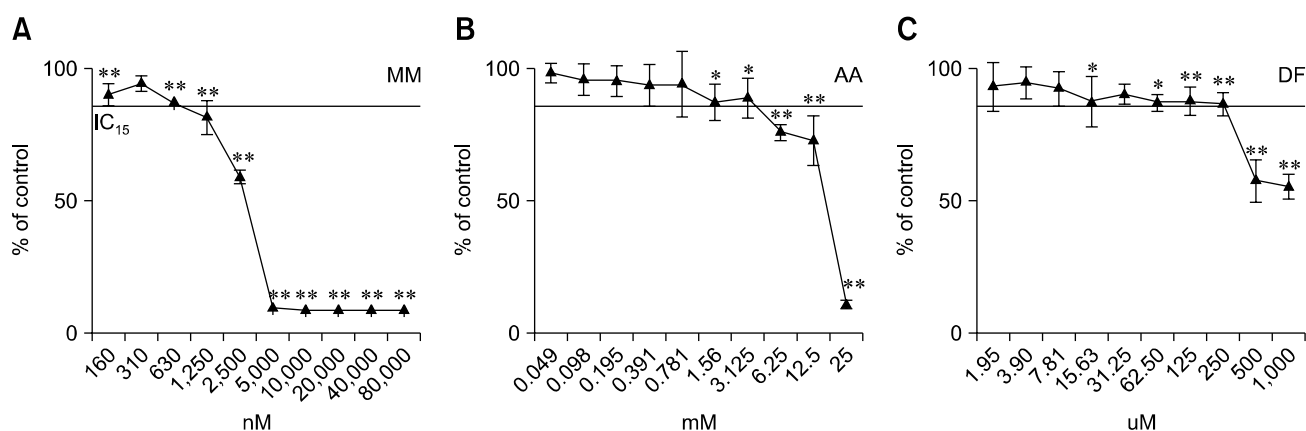 A
100
50
0
% of control
MM
IC15
** ** ** ** ** ** ** ** **
160 310 630 1,250 2,500 5,000 10,000 20,000 40,000 80,000
nM
B
100
50
0
% of control
AA
* * ** ** **
0.049 0.098 0.195 0.391 0.781 1.56 3.125 6.25 12.5 25
mM
C
100
50
0
% of control
DF
* * ** ** ** **
1.95 3.90 7.81 15.63 31.25 62.50 125 250 500 1,000
uM